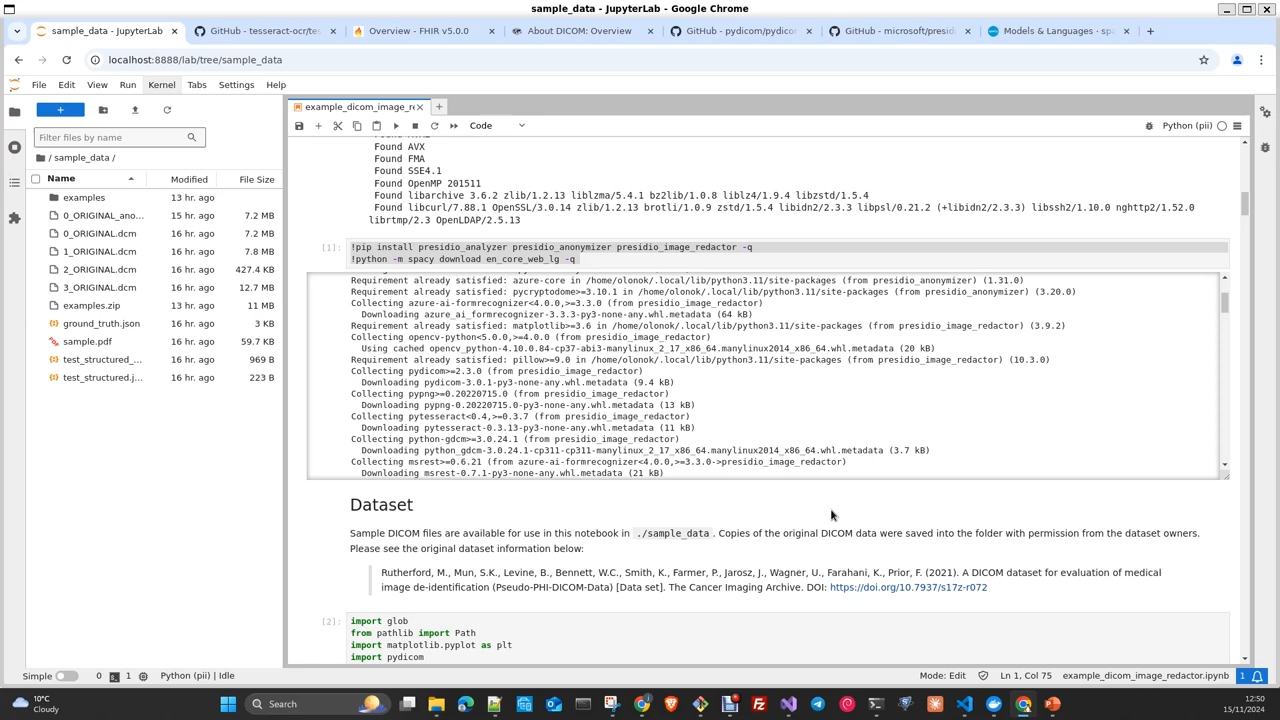 sample_data - JupyterLab - Google Chrome
sample_data - JupyterLab
GitHub - tesseract-ocr/tes
Overview - FHIR v5.0.0
About DICOM: Overview
GitHub - pydicom/pydico
GitHub - microsoft/presid
Models & Languages · spa
localhost:8888/lab/tree/sample_data
File Edit View Run Kernel Tabs Settings Help
Filter files by name
/ sample_data /
Name Modified File Size
examples 13 hr. ago
0_ORIGINAL_ano... 15 hr. ago 7.2 MB
0_ORIGINAL.dcm 16 hr. ago 7.2 MB
1_ORIGINAL.dcm 16 hr. ago 7.8 MB
2_ORIGINAL.dcm 16 hr. ago 427.4 KB
3_ORIGINAL.dcm 16 hr. ago 12.7 MB
examples.zip 13 hr. ago 11 MB
ground_truth.json 16 hr. ago 3 KB
sample.pdf 16 hr. ago 59.7 KB
test_structured_... 16 hr. ago 969 B
test_structured.j... 16 hr. ago 223 B
example_dicom_image_re
Code
Python (pii)
Found AVX
Found FMA
Found SSE4.1
Found OpenMP 201511
Found libarchive 3.6.2 zlib/1.2.13 liblzma/5.4.1 bz2lib/1.0.8 liblz4/1.9.4 libzstd/1.5.4
Found libcurl/7.88.1 OpenSSL/3.0.14 zlib/1.2.13 brotli/1.0.9 zstd/1.5.4 libidn2/2.3.3 libpsl/0.21.2 (+libidn2/2.3.3) libssh2/1.10.0 nghttp2/1.52.0
librtmp/2.3 OpenLDAP/2.5.13
[1]: !pip install presidio_analyzer presidio_anonymizer presidio_image_redactor -q
!python -m spacy download en_core_web_lg -q
Requirement already satisfied: azure-core in /home/olonok/.local/lib/python3.11/site-packages (from presidio_anonymizer) (1.31.0)
Requirement already satisfied: pycryptodome>=3.10.1 in /home/olonok/.local/lib/python3.11/site-packages (from presidio_anonymizer) (3.20.0)
Collecting azure-ai-formrecognizer<4.0.0,>=3.3.0 (from presidio_image_redactor)
Downloading azure_ai_formrecognizer-3.3.3-py3-none-any.whl.metadata (64 kB)
Requirement already satisfied: matplotlib>=3.6 in /home/olonok/.local/lib/python3.11/site-packages (from presidio_image_redactor) (3.9.2)
Collecting opencv-python<5.0.0,>=4.0.0 (from presidio_image_redactor)
Using cached opencv_python-4.10.0.84-cp37-abi3-manylinux_2_17_x86_64.manylinux2014_x86_64.whl.metadata (20 kB)
Requirement already satisfied: pillow>=9.0 in /home/olonok/.local/lib/python3.11/site-packages (from presidio_image_redactor) (10.3.0)
Collecting pydicom>=2.3.0 (from presidio_image_redactor)
Downloading pydicom-3.0.1-py3-none-any.whl.metadata (9.4 kB)
Collecting pypng>=0.20220715.0 (from presidio_image_redactor)
Downloading pypng-0.20220715.0-py3-none-any.whl.metadata (13 kB)
Collecting pytesseract<0.4,>=0.3.7 (from presidio_image_redactor)
Downloading pytesseract-0.3.13-py3-none-any.whl.metadata (11 kB)
Collecting python-gdcm>=3.0.24.1 (from presidio_image_redactor)
Downloading python_gdcm-3.0.24.1-cp311-cp311-manylinux_2_17_x86_64.manylinux2014_x86_64.whl.metadata (3.7 kB)
Collecting msrest>=0.6.21 (from azure-ai-formrecognizer<4.0.0,>=3.3.0->presidio_image_redactor)
Downloading msrest-0.7.1-py3-none-any.whl.metadata (21 kB)
Dataset
Sample DICOM files are available for use in this notebook in ./sample_data . Copies of the original DICOM data were saved into the folder with permission from the dataset owners.
Please see the original dataset information below:
Rutherford, M., Mun, S.K., Levine, B., Bennett, W.C., Smith, K., Farmer, P., Jarosz, J., Wagner, U., Farahani, K., Prior, F. (2021). A DICOM dataset for evaluation of medical
image de-identification (Pseudo-PHI-DICOM-Data) [Data set]. The Cancer Imaging Archive. DOI: https://doi.org/10.7937/s17z-r072
[2]: import glob
from pathlib import Path
import matplotlib.pyplot as plt
import pydicom
Simple 0 1 Python (pii) | Idle
Mode: Edit Ln 1, Col 75 example_dicom_image_redactor.ipynb 1
10°C
Cloudy
Search
12:50
15/11/2024